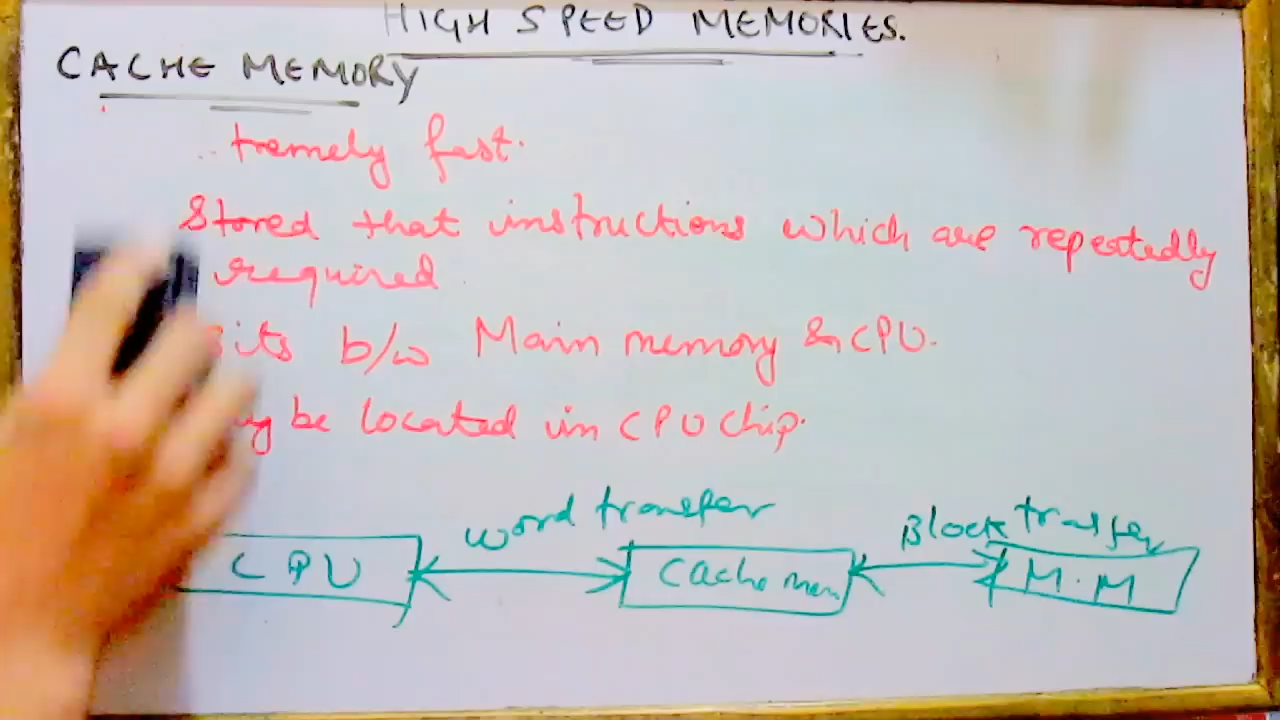 HIGH SPEED MEMORIES.
CACHE MEMORY
tremely fast.
Stored that instructions which are repeatedly
required
sits b/w Main memory & CPU.
be located in CPU chip.
word transfer
Block transfer
CPU
Cache mem
M.M